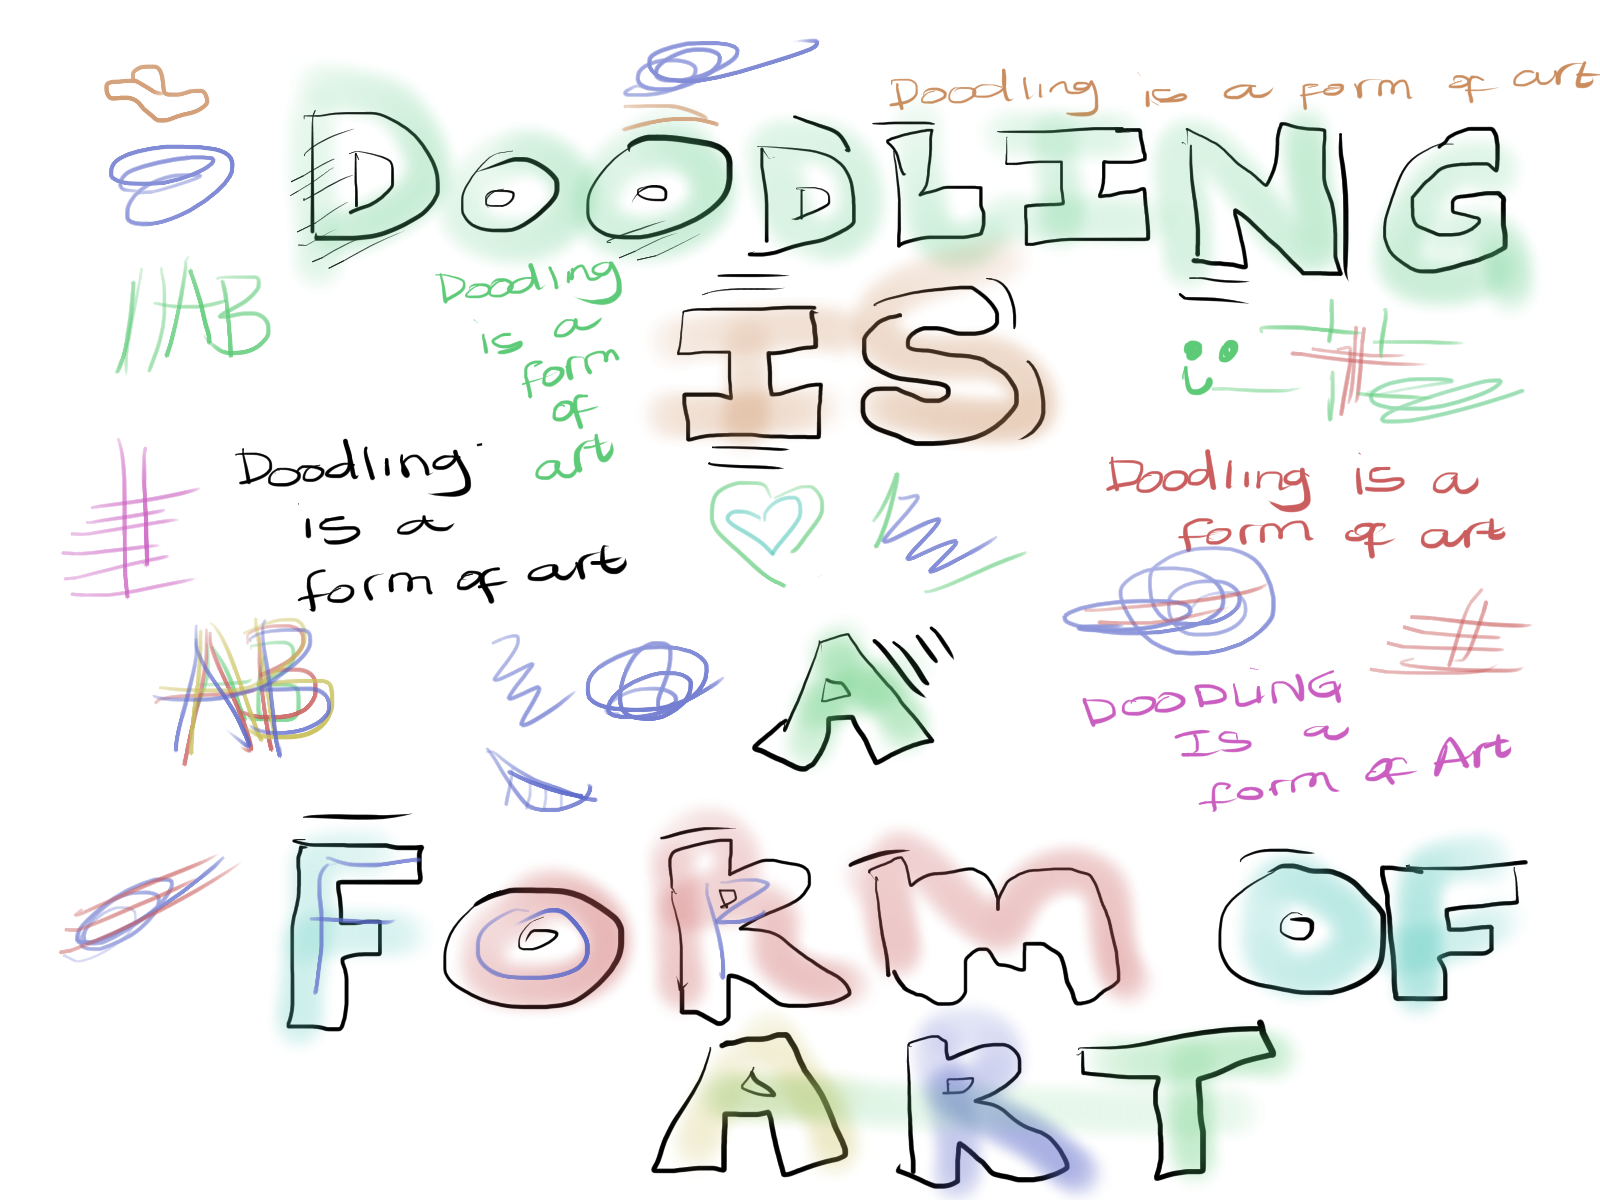 Doodling is a form of art
DOODLING
AB
Doodling
is a
form
of
art
IS
Doodling
is a
form of art
Doodling is a
form of art
AB
A
DOODLING
Is a
form of Art
FORM OF
ART